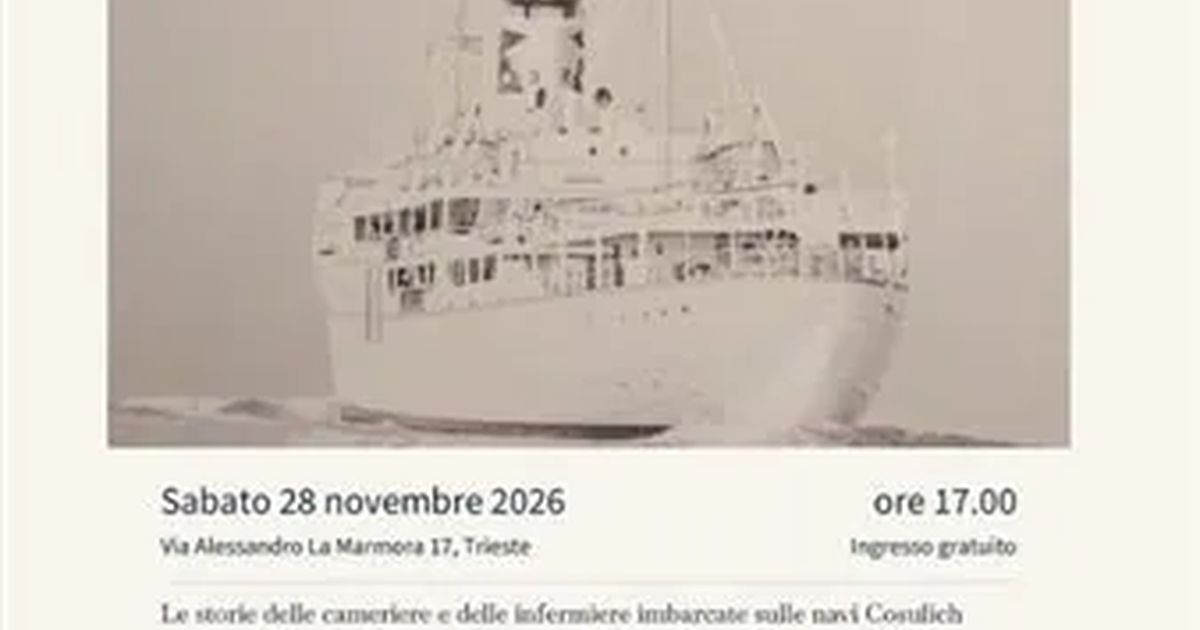 Sabato 28 novembre 2026
ore 17.00
Via Alessandro La Marmora 17, Trieste
Ingresso gratuito
Le storie delle cameriere e delle infermiere imbarcate sulle navi Cosulich